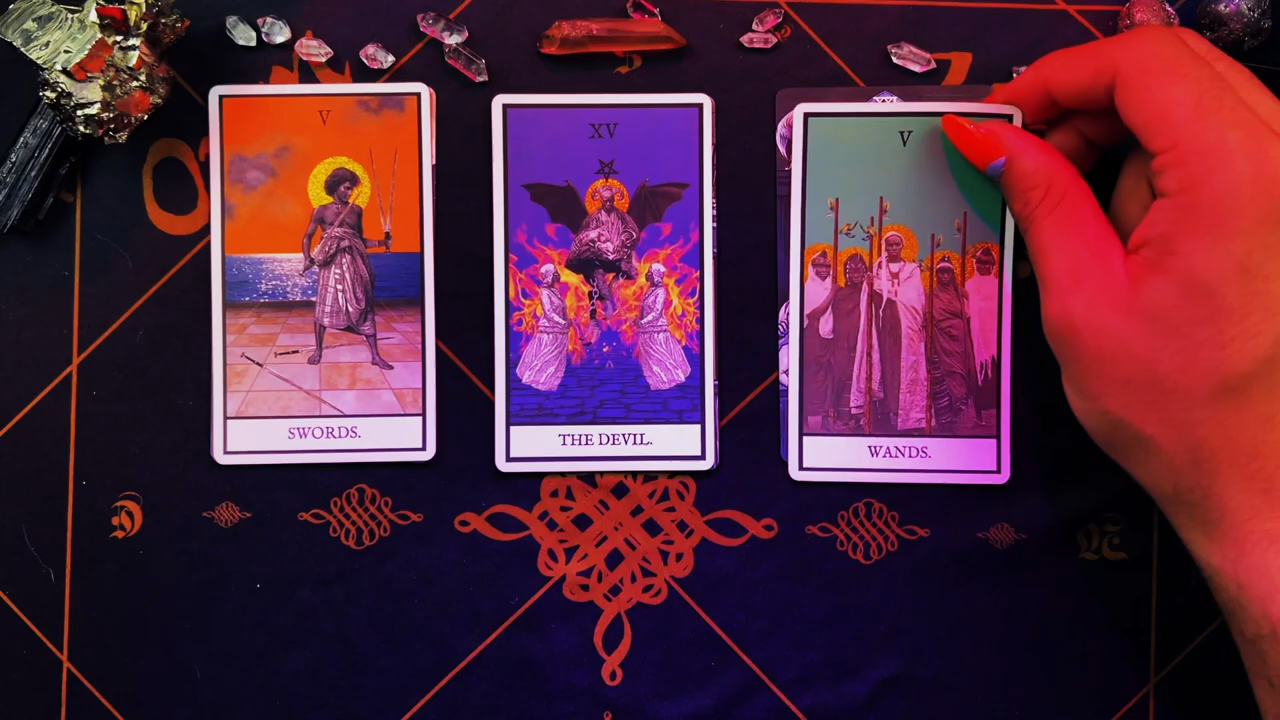 V
SWORDS.
XV
THE DEVIL.
V
WANDS.